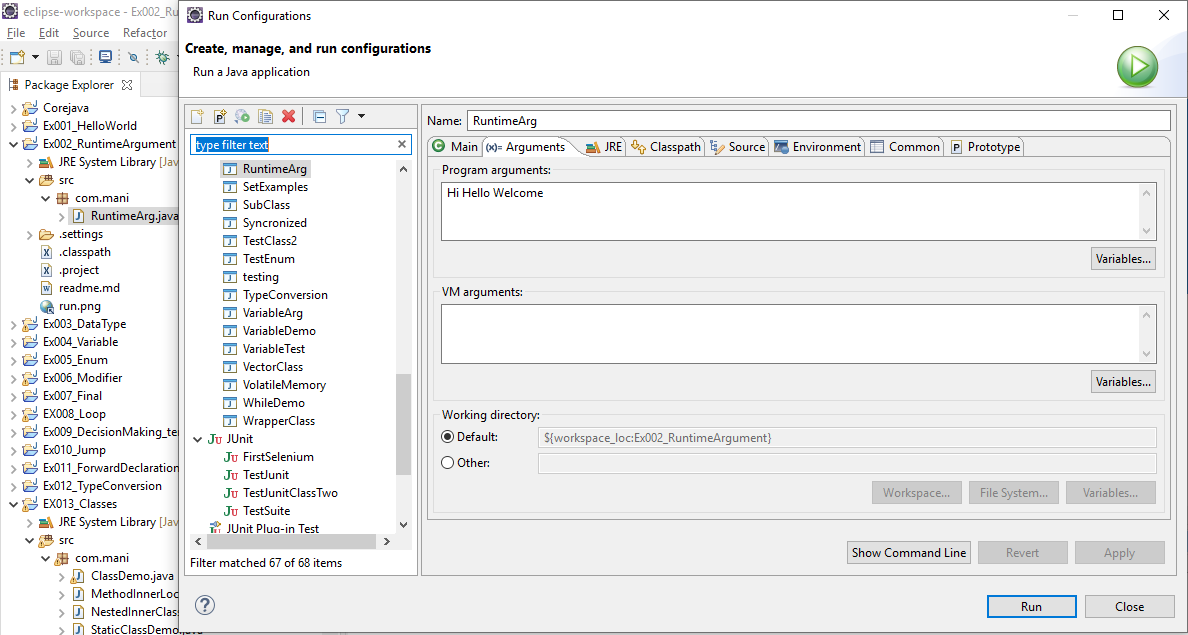 eclipse-workspace - Ex002_Ru
File Edit Source Refactor
Package Explorer
Corejava
Ex001_HelloWorld
Ex002_RuntimeArgument
JRE System Library [Jav
src
com.mani
RuntimeArg.java
.settings
.classpath
.project
readme.md
run.png
Ex003_DataType
Ex004_Variable
Ex005_Enum
Ex006_Modifier
Ex007_Final
EX008_Loop
Ex009_DecisionMaking_te
Ex010_Jump
Ex011_ForwardDeclaration
Ex012_TypeConversion
EX013_Classes
JRE System Library [Jav
src
com.mani
ClassDemo.java
MethodInnerLoc
NestedInnerClas
StaticClassDemo.java
Run Configurations
Create, manage, and run configurations
Run a Java application
type filter text
RuntimeArg
SetExamples
SubClass
Syncronized
TestClass2
TestEnum
testing
TypeConversion
VariableArg
VariableDemo
VariableTest
VectorClass
VolatileMemory
WhileDemo
WrapperClass
JUnit
FirstSelenium
TestJunit
TestJunitClassTwo
TestSuite
JUnit Plug-in Test
Filter matched 67 of 68 items
Name: RuntimeArg
Main (x)= Arguments JRE Classpath Source Environment Common Prototype
Program arguments:
Hi Hello Welcome
Variables...
VM arguments:
Variables...
Working directory:
Default: ${workspace_loc:Ex002_RuntimeArgument}
Other:
Workspace... File System... Variables...
Show Command Line Revert Apply
Run Close